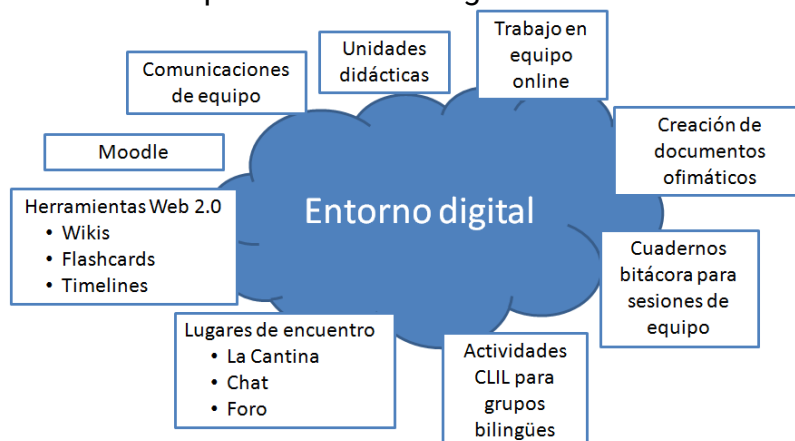 Unidades
didácticas
Trabajo en
equipo
online
Comunicaciones
de equipo
Creación de
documentos
ofimáticos
Moodle
Entorno digital
Herramientas Web 2.0
• Wikis
• Flashcards
• Timelines
Cuadernos
bitácora para
sesiones de
equipo
Lugares de encuentro
• La Cantina
• Chat
• Foro
Actividades
CLIL para
grupos
bilingües